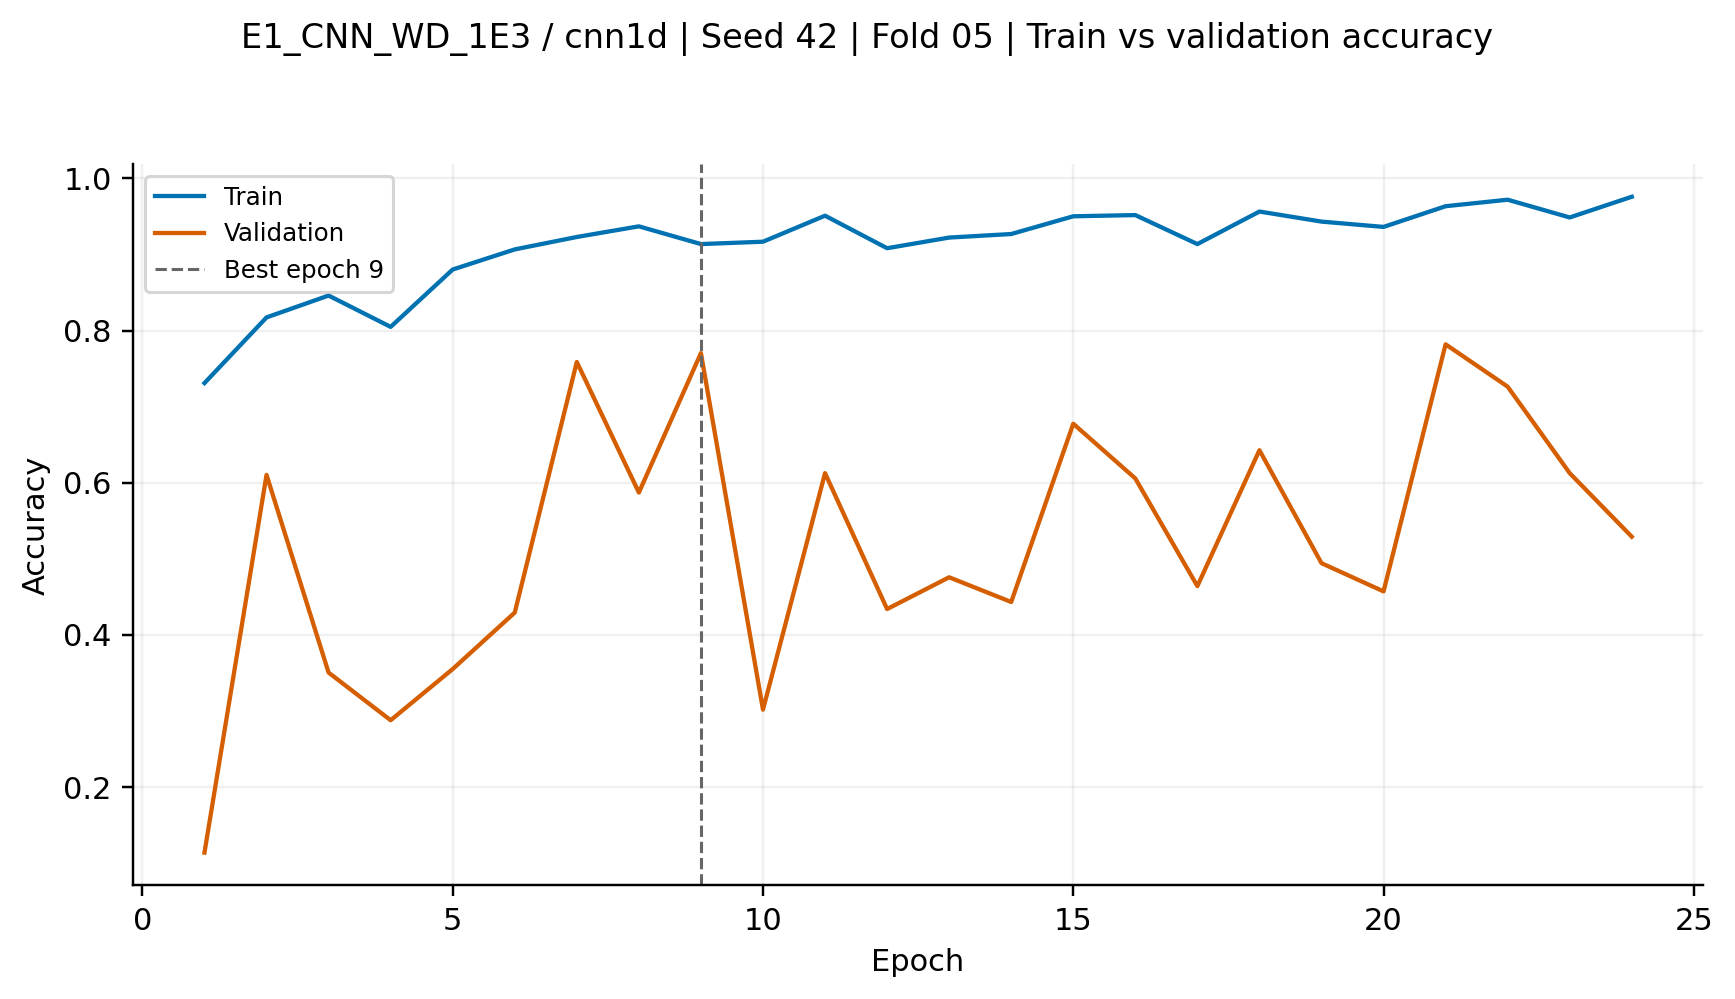 E1_CNN_WD_1E3 / cnn1d | Seed 42 | Fold 05 | Train vs validation accuracy
Train
Validation
Best epoch 9
Accuracy
1.0
0.8
0.6
0.4
0.2
0 5 10 15 20 25
Epoch